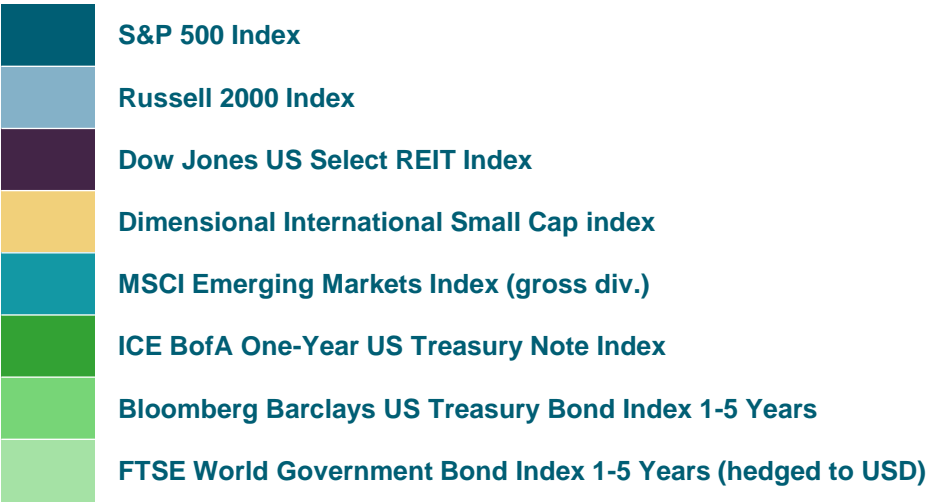 S&P 500 Index
Russell 2000 Index
Dow Jones US Select REIT Index
Dimensional International Small Cap index
MSCI Emerging Markets Index (gross div.)
ICE BofA One-Year US Treasury Note Index
Bloomberg Barclays US Treasury Bond Index 1-5 Years
FTSE World Government Bond Index 1-5 Years (hedged to USD)